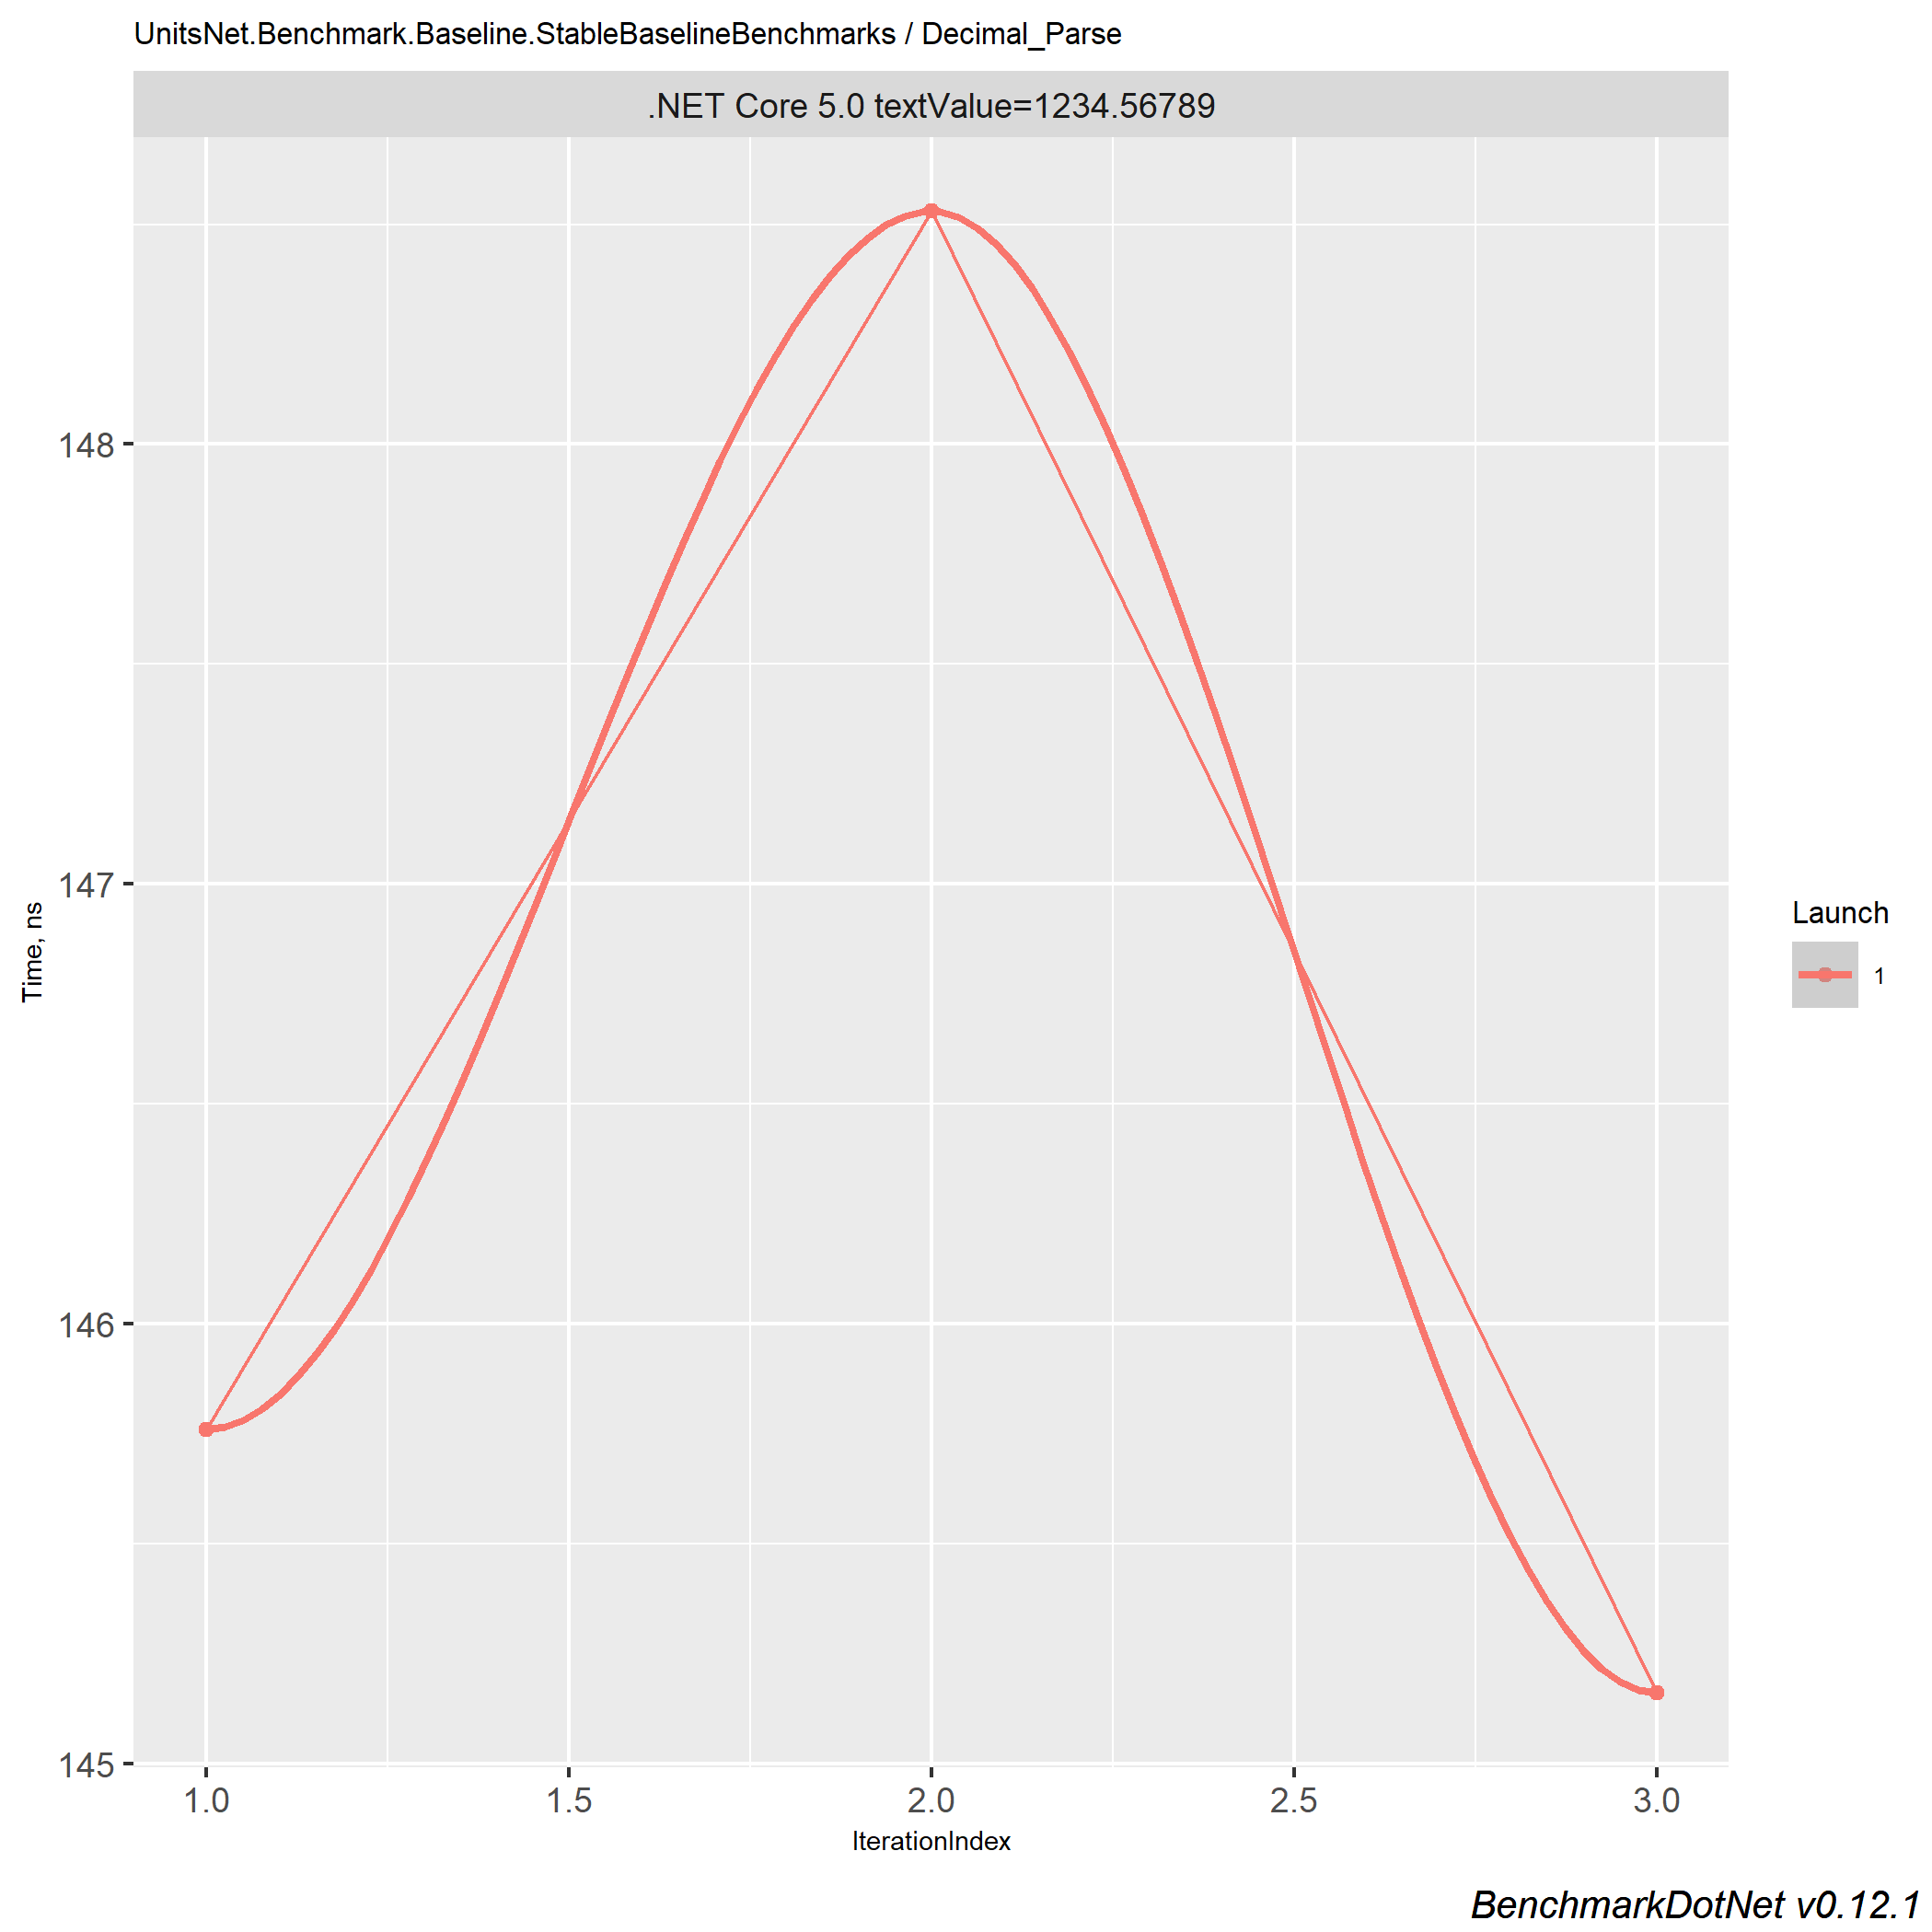 UnitsNet.Benchmark.Baseline.StableBaselineBenchmarks / Decimal_Parse
.NET Core 5.0 textValue=1234.56789
148
147
146
145
Time, ns
1.0 1.5 2.0 2.5 3.0
IterationIndex
Launch
1
BenchmarkDotNet v0.12.1